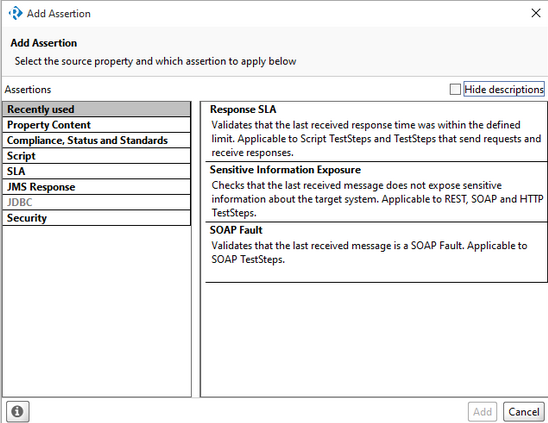 Add Assertion
Add Assertion
Select the source property and which assertion to apply below
Assertions
Hide descriptions
Recently used
Property Content
Compliance, Status and Standards
Script
SLA
JMS Response
JDBC
Security
Response SLA
Validates that the last received response time was within the defined
limit. Applicable to Script TestSteps and TestSteps that send requests and
receive responses.
Sensitive Information Exposure
Checks that the last received message does not expose sensitive
information about the target system. Applicable to REST, SOAP and HTTP
TestSteps.
SOAP Fault
Validates that the last received message is a SOAP Fault. Applicable to
SOAP TestSteps.
Add
Cancel